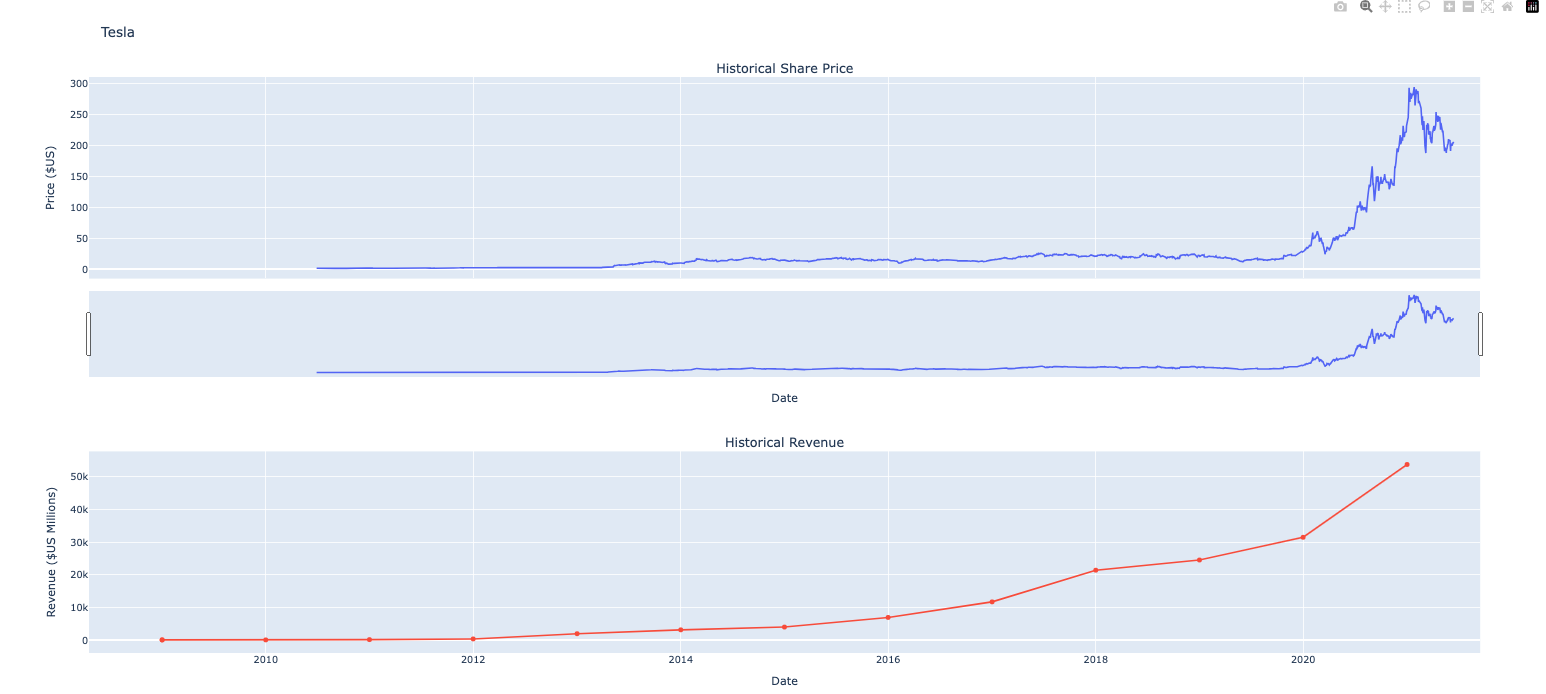 Tesla
Historical Share Price
Price ($US)
300
250
200
150
100
50
0
Date
Historical Revenue
Revenue ($US Millions)
50k
40k
30k
20k
10k
0
2010 2012 2014 2016 2018 2020
Date